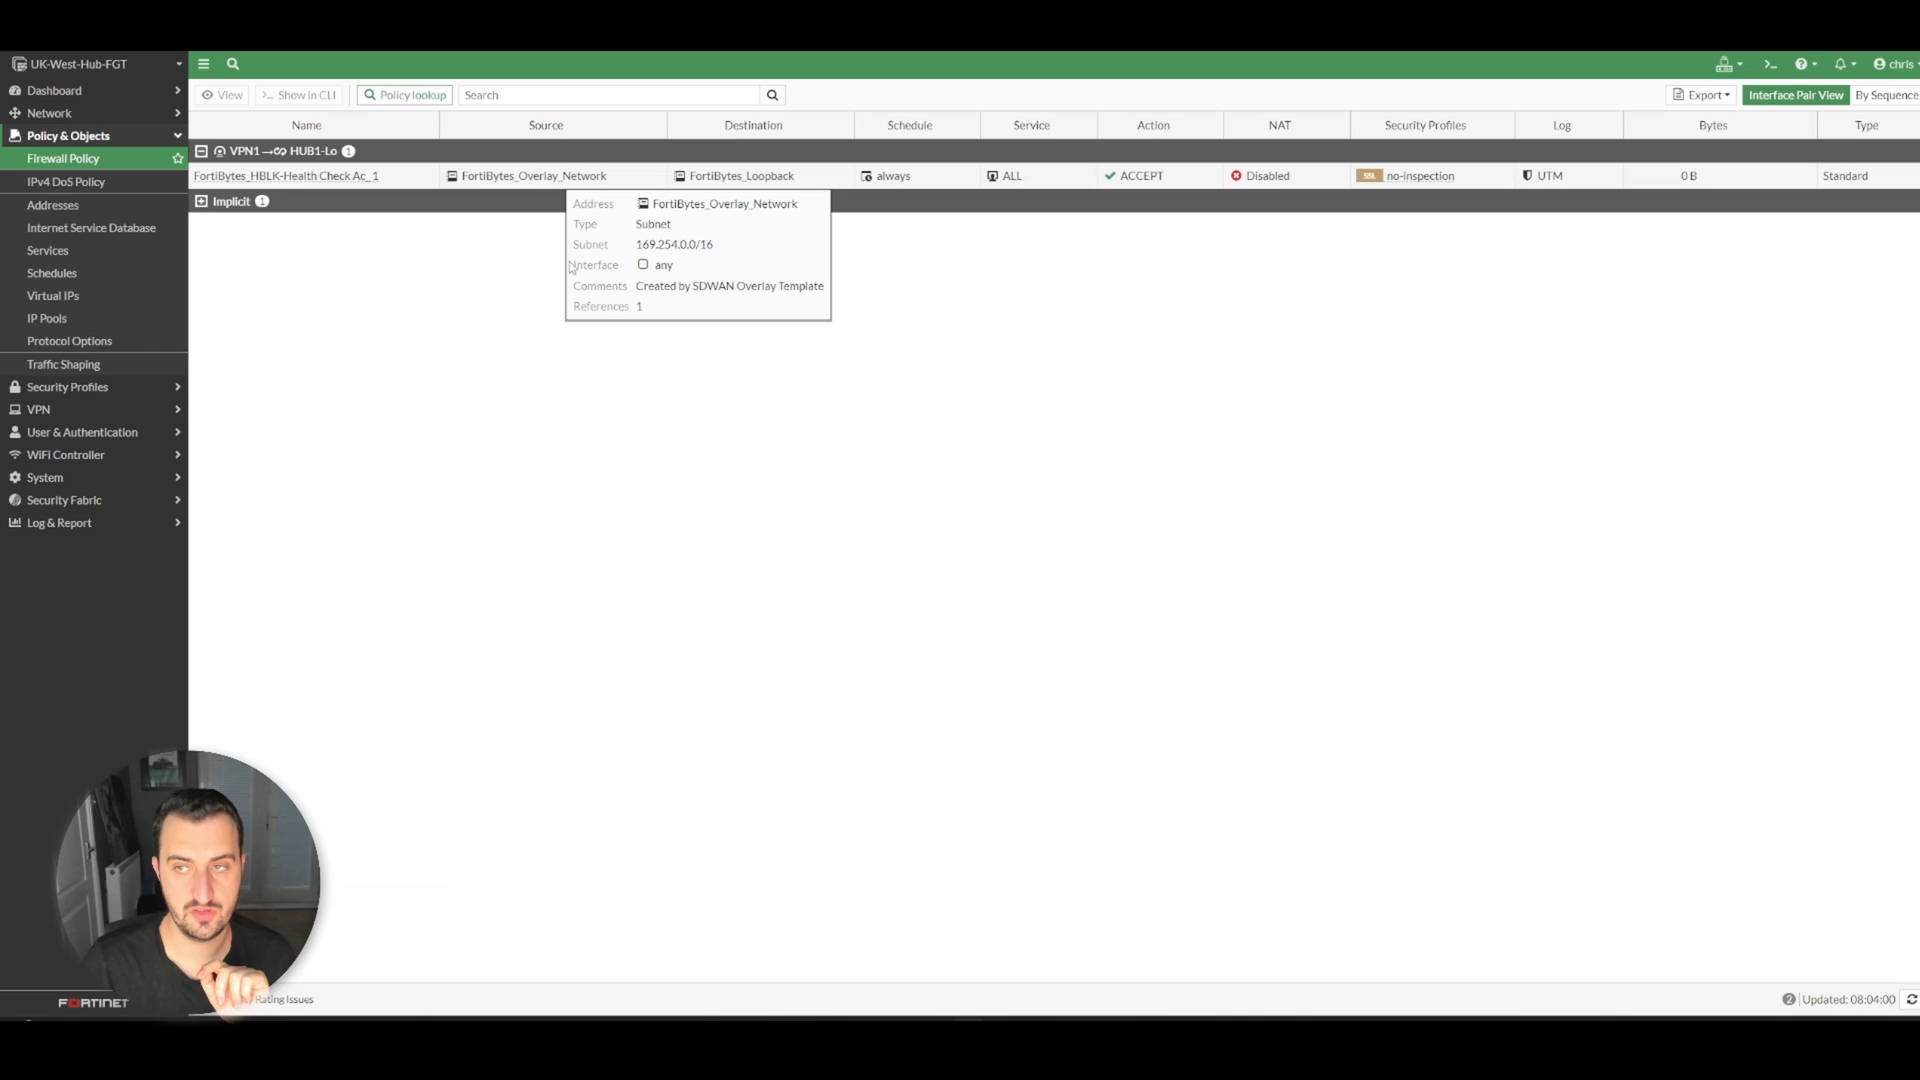 UK-West-Hub-FGT
chris
Dashboard
Network
Policy & Objects
Firewall Policy
IPv4 DoS Policy
Addresses
Internet Service Database
Services
Schedules
Virtual IPs
IP Pools
Protocol Options
Traffic Shaping
Security Profiles
VPN
User & Authentication
WiFi Controller
System
Security Fabric
Log & Report
FORTINET
View >_ Show in CLI Policy lookup Search Export Interface Pair View By Sequence
Name Source Destination Schedule Service Action NAT Security Profiles Log Bytes Type
VPN1→ HUB1-Lo 1
FortiBytes_HBLK-Health Check Ac_1 FortiBytes_Overlay_Network FortiBytes_Loopback always ALL ACCEPT Disabled SSL no-inspection UTM 0 B Standard
Implicit 1
Address FortiBytes_Overlay_Network
Type Subnet
Subnet 169.254.0.0/16
Interface any
Comments Created by SDWAN Overlay Template
References 1
Rating Issues
2 Updated: 08:04:00